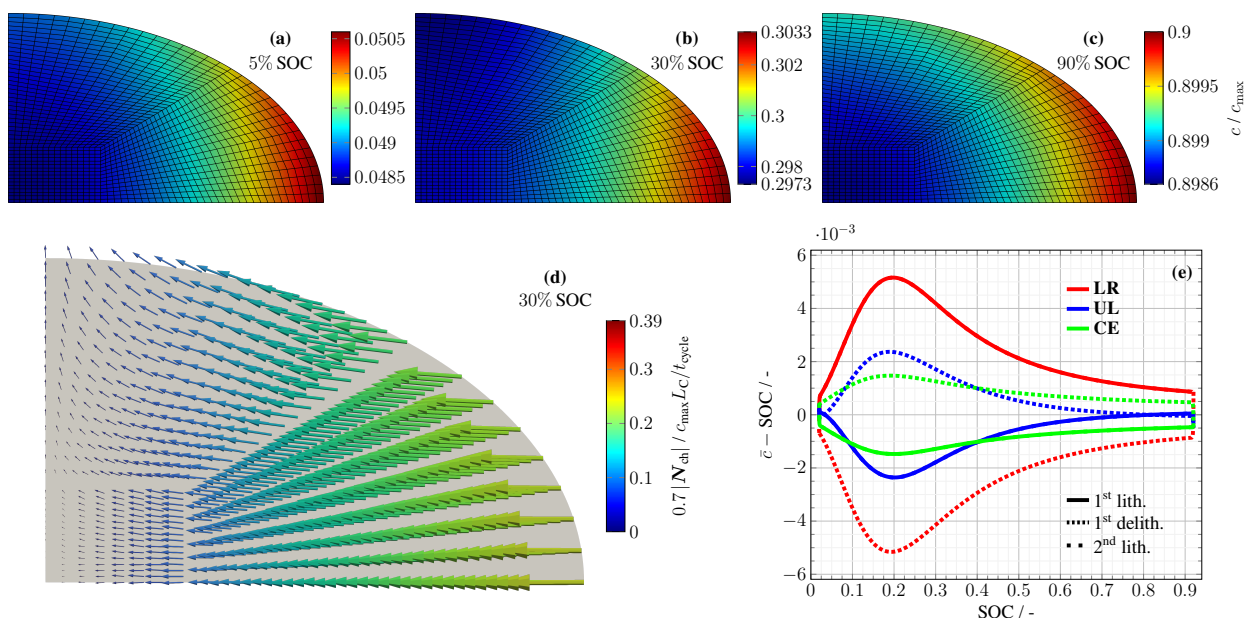 (a)
5% SOC
0.0505
0.05
0.0495
0.049
0.0485
(b)
30% SOC
0.3033
0.302
0.3
0.298
0.2973
(c)
90% SOC
0.9
0.8995
0.899
0.8986
c / c_max
(d)
30% SOC
0.39
0.3
0.2
0.1
0
0.7 |N_ch| / c_max L_C/t_cycle
·10⁻³
(e)
6
4
2
0
−2
−4
−6
c̄ − SOC / -
LR
UL
CE
1st lith.
1st delith.
2nd lith.
0 0.1 0.2 0.3 0.4 0.5 0.6 0.7 0.8 0.9
SOC / -